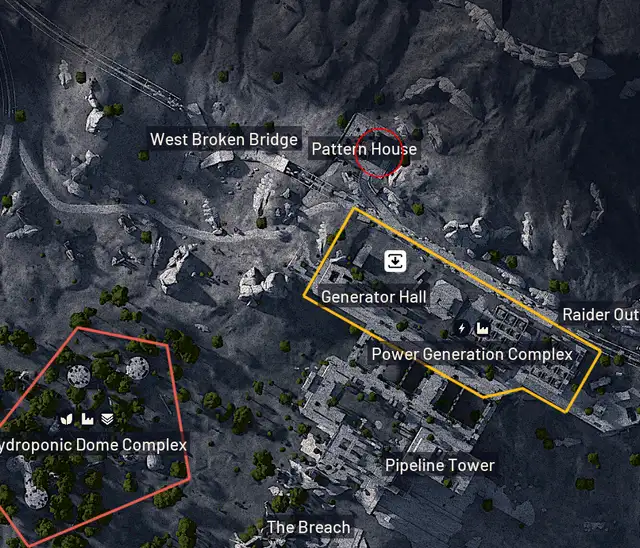 West Broken Bridge
Pattern House
Generator Hall
Raider Out
Power Generation Complex
ydroponic Dome Complex
Pipeline Tower
The Breach